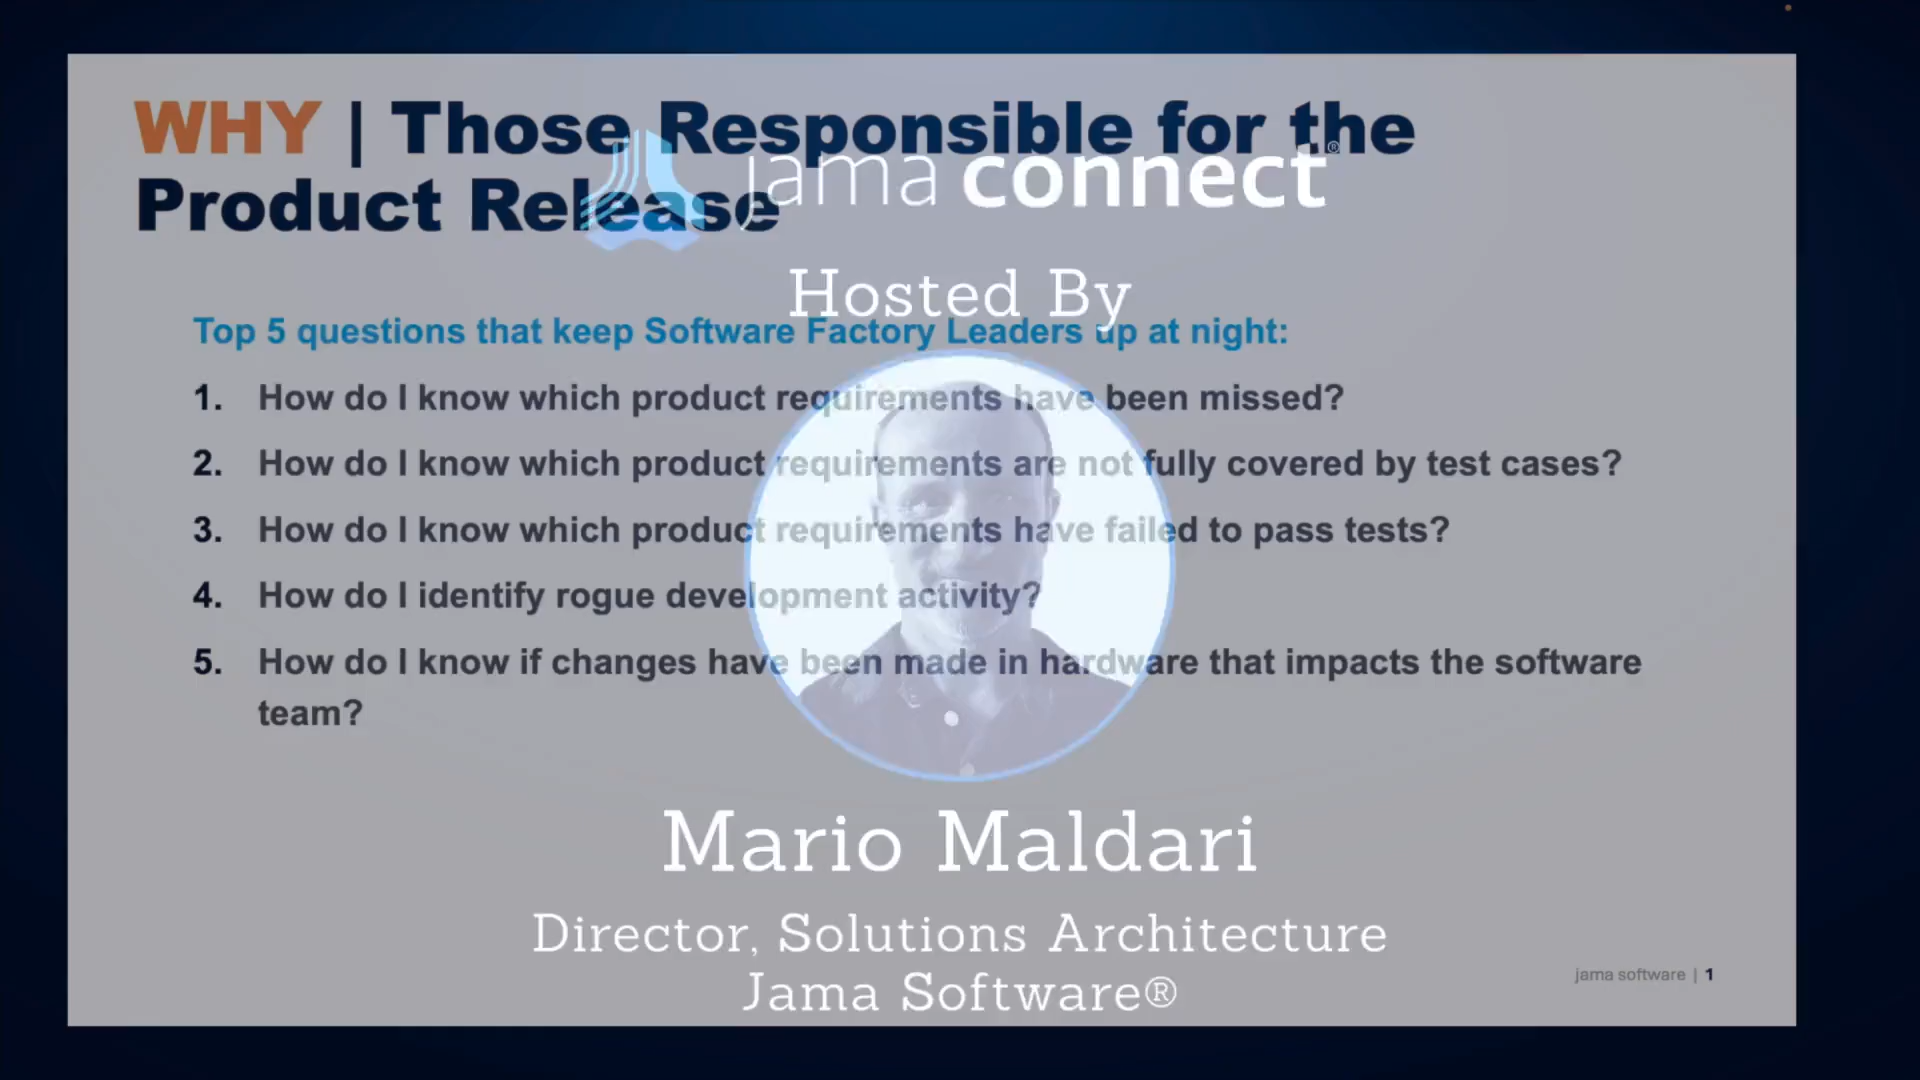 WHY | Those Responsible for the
Product Release
jama connect®
Hosted By
Top 5 questions that keep Software Factory Leaders up at night:
1. How do I know which product requirements have been missed?
2. How do I know which product requirements are not fully covered by test cases?
3. How do I know which product requirements have failed to pass tests?
4. How do I identify rogue development activity?
5. How do I know if changes have been made in hardware that impacts the software
team?
Mario Maldari
Director, Solutions Architecture
Jama Software®
jama software | 1